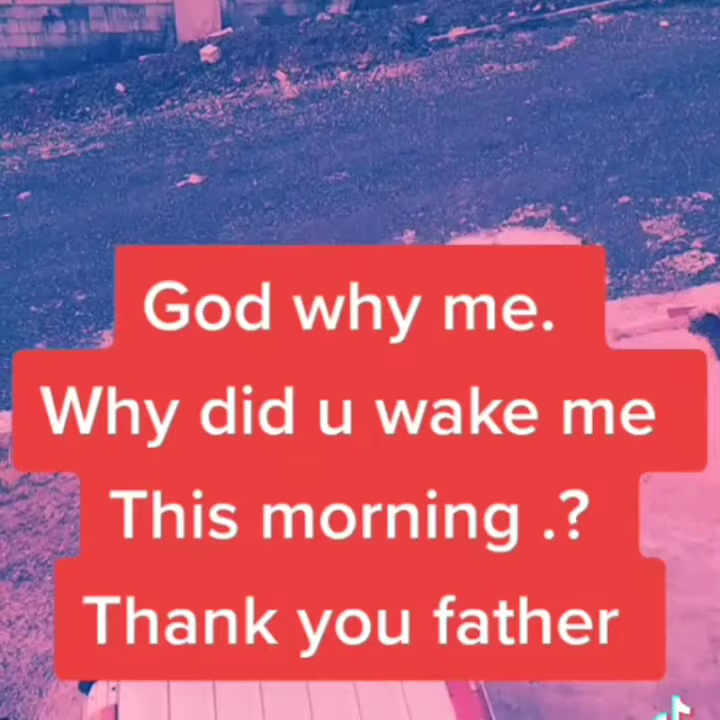 God why me.
Why did u wake me
This morning .?
Thank you father